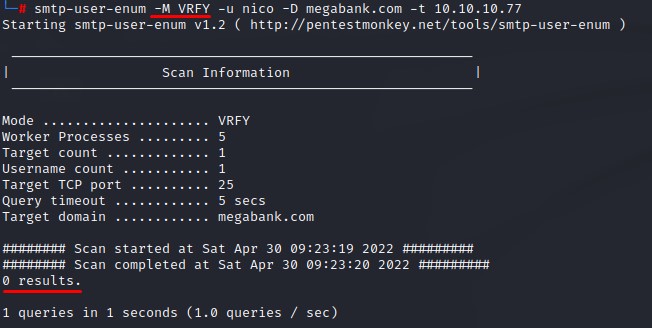 └─# smtp-user-enum -M VRFY -u nico -D megabank.com -t 10.10.10.77
Starting smtp-user-enum v1.2 ( http://pentestmonkey.net/tools/smtp-user-enum )
| Scan Information |
Mode ..................... VRFY
Worker Processes ......... 5
Target count ............. 1
Username count ........... 1
Target TCP port .......... 25
Query timeout ............ 5 secs
Target domain ............ megabank.com
######## Scan started at Sat Apr 30 09:23:19 2022 #########
######## Scan completed at Sat Apr 30 09:23:20 2022 #########
0 results.
1 queries in 1 seconds (1.0 queries / sec)